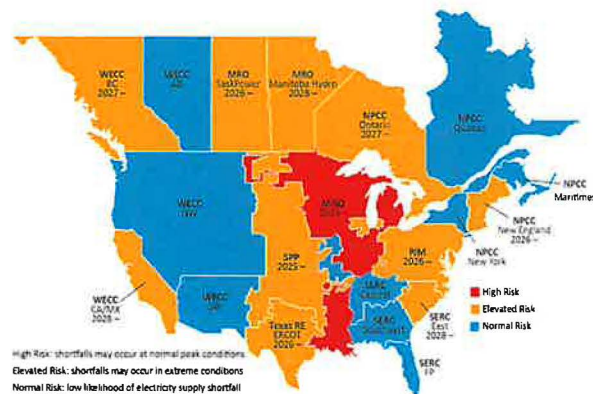 WECC
BC
2027 –
WECC
AB
MRO
SaskPower
2026 –
MRO
Manitoba Hydro
2028 –
NPCC
Ontario
2027 –
NPCC
Quebec
NPCC
Maritimes
NPCC
New England
2026 –
NPCC
New York
WECC
NW
MISO
SPP
2025 –
PJM
2026 –
SERC
Central
SERC
Southeast
SERC
East
2028 –
SERC
FP
WECC
CA/MX
2028 –
WECC
SW
Texas RE
ERCOT
2026 –
High Risk
Elevated Risk
Normal Risk
High Risk: shortfalls may occur at normal peak conditions
Elevated Risk: shortfalls may occur in extreme conditions
Normal Risk: low likelihood of electricity supply shortfall